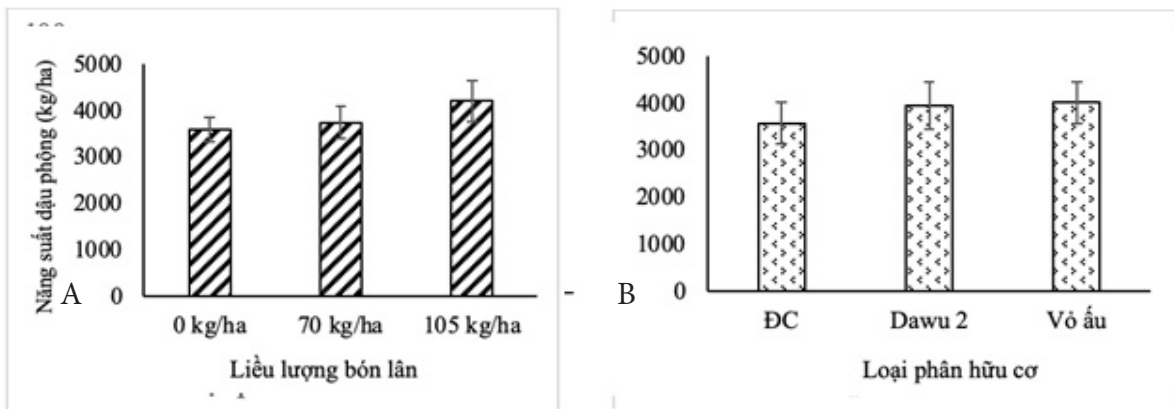 Năng suất dậu phộng (kg/ha)
5000
4000
3000
2000
1000
0
A
0 kg/ha
70 kg/ha
105 kg/ha
Liều lượng bón lân
-
B
5000
4000
3000
2000
1000
0
ĐC
Dawu 2
Vỏ ấu
Loại phân hữu cơ